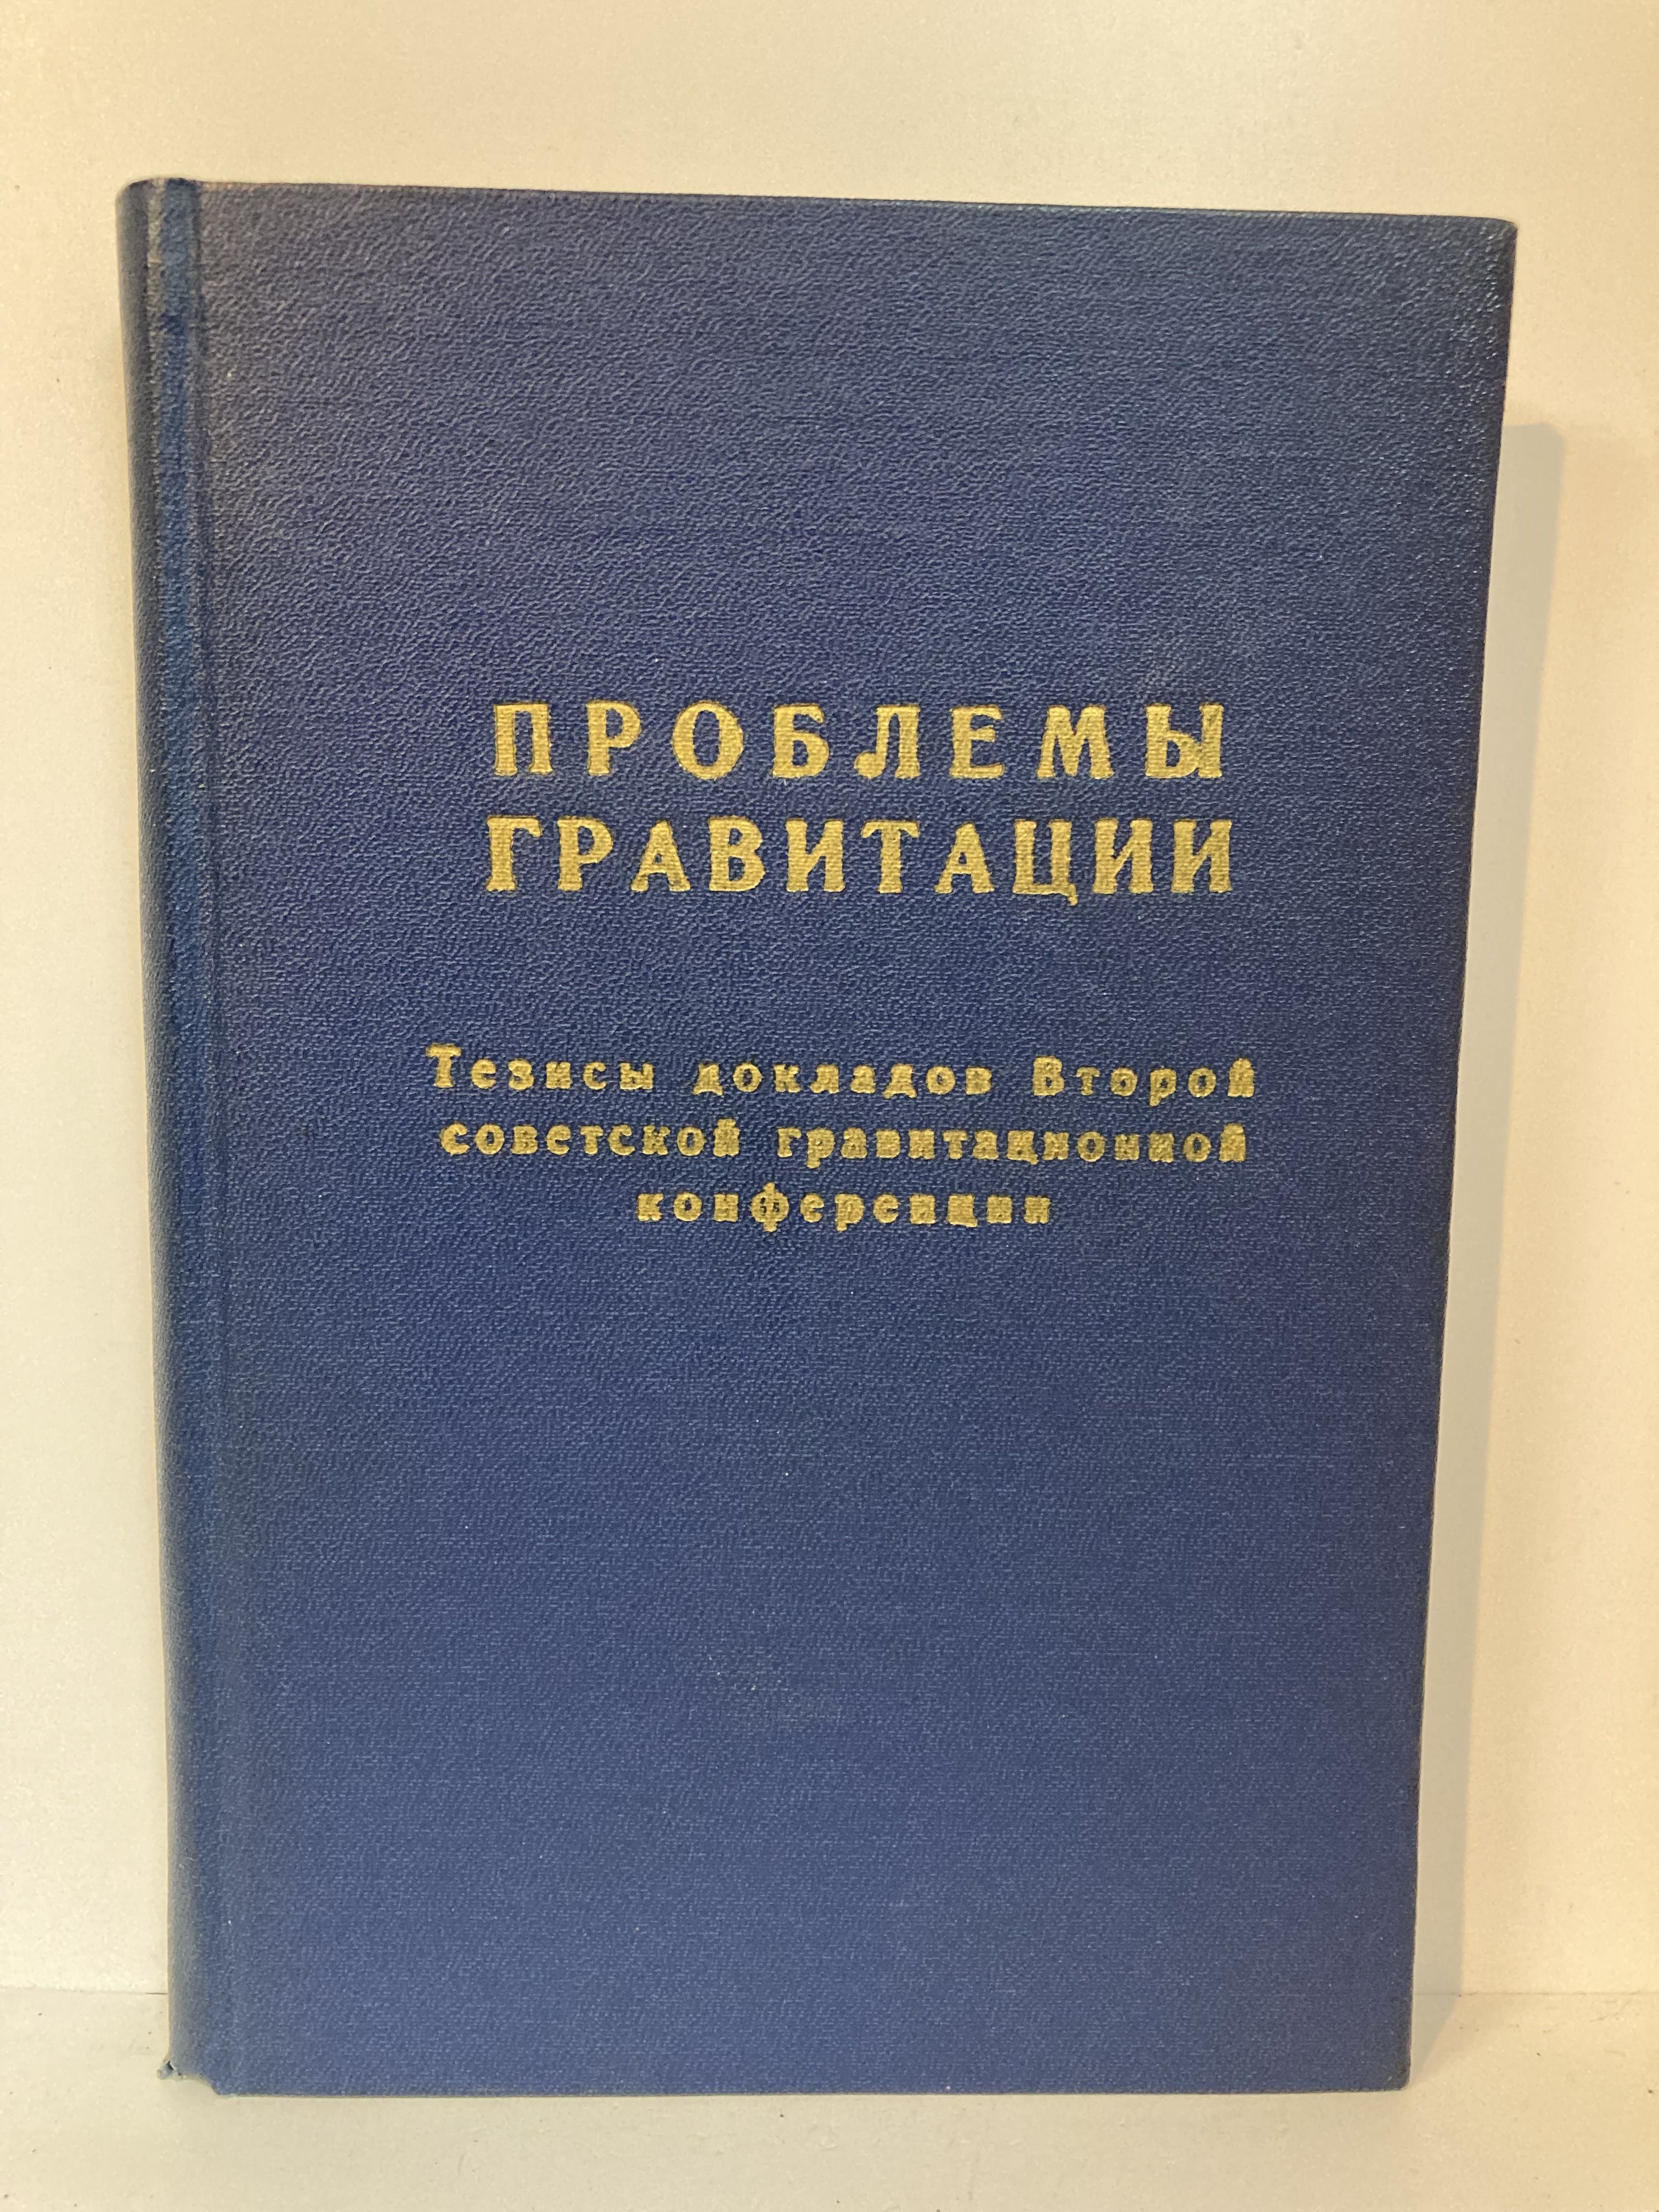 ПРОБЛЕМЫ
ГРАВИТАЦИИ
Тезисы докладов Второй
советской гравитационной
конференции